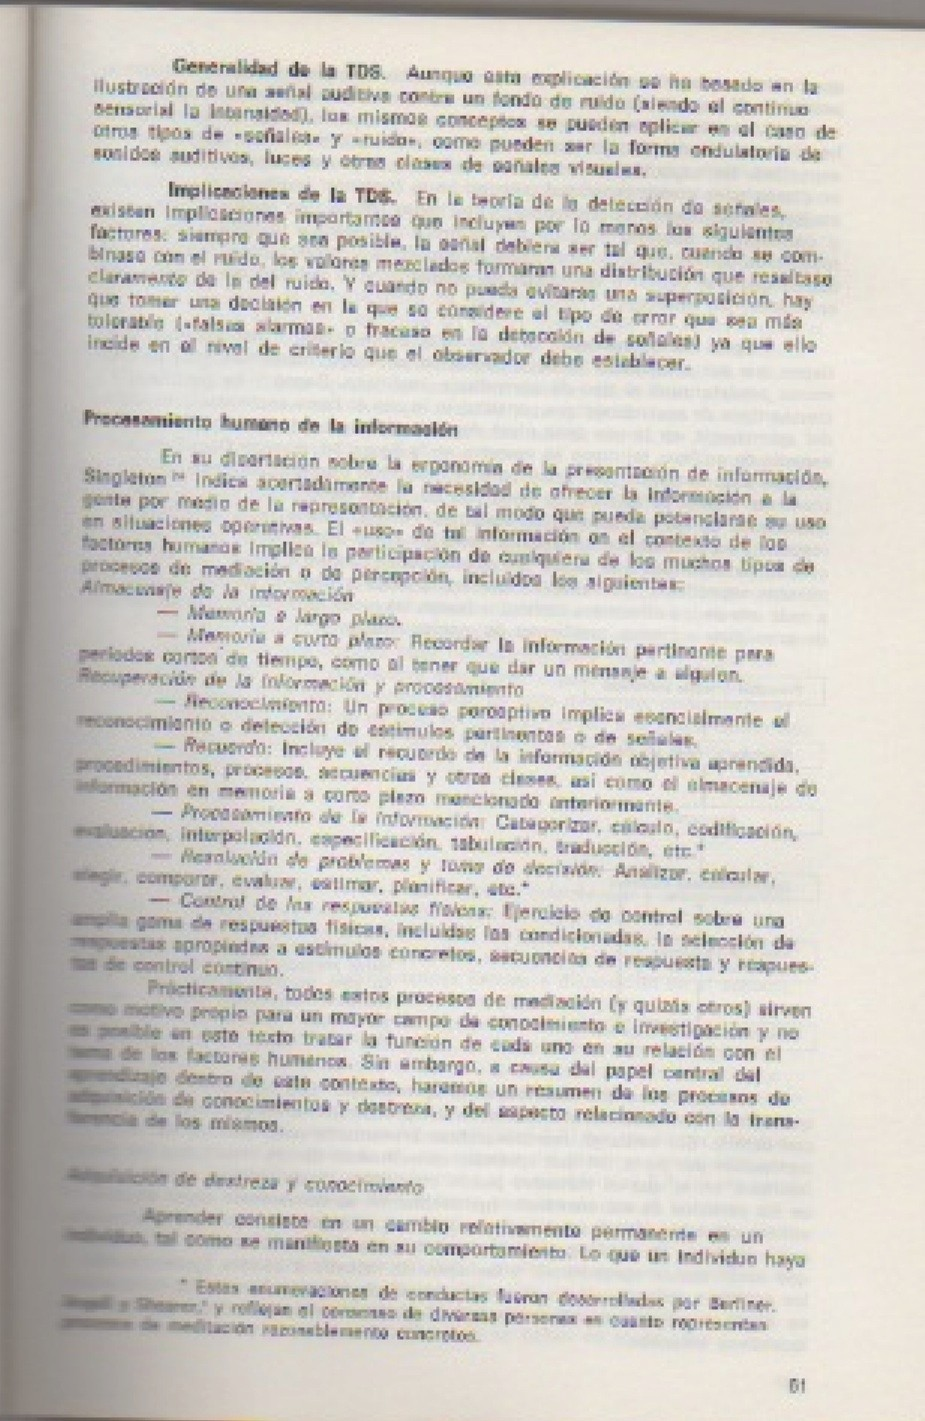 Generalidad de la TDS. Aunque esta explicación se ha basado en la
ilustración de una señal auditiva contra un fondo de ruido (siendo el continuo
sensorial la intensidad), los mismos conceptos se pueden aplicar en el caso de
otros tipos de «señales» y «ruido», como pueden ser la forma ondulatoria de
sonidos auditivos, luces y otras clases de señales visuales.
Implicaciones de la TDS. En la teoría de la detección de señales,
existen implicaciones importantes que incluyen por lo menos los siguientes
factores: siempre que sea posible, la señal debiera ser tal que, cuando se com-
binase con el ruido, los valores mezclados formaran una distribución que resaltase
claramente de la del ruido. Y cuando no pueda evitarse una superposición, hay
que tomar una decisión en la que se considere el tipo de error que sea más
tolerable («falsas alarmas» o fracaso en la detección de señales) ya que ello
incide en el nivel de criterio que el observador debe establecer.
Procesamiento humano de la información
En su disertación sobre la ergonomía de la presentación de información,
Singleton indica acertadamente la necesidad de ofrecer la información a la
gente por medio de la representación, de tal modo que pueda potenciarse su uso
en situaciones operativas. El «uso» de tal información en el contexto de los
factores humanos implica la participación de cualquiera de los muchos tipos de
procesos de mediación o de percepción, incluidos los siguientes:
Almacenaje de la información
— Memoria a largo plazo.
— Memoria a corto plazo: Recordar la información pertinente para
períodos cortos de tiempo, como al tener que dar un mensaje a alguien.
Recuperación de la información y procesamiento
— Reconocimiento: Un proceso perceptivo implica esencialmente el
reconocimiento o detección de estímulos pertinentes o de señales.
— Recuerdo: Incluye el recuerdo de la información objetiva aprendida,
procedimientos, procesos, secuencias y otras clases, así como el almacenaje de
información en memoria a corto plazo mencionado anteriormente.
— Procesamiento de la información: Categorizar, cálculo, codificación,
evaluación, interpolación, especificación, tabulación, traducción, etc.*
— Resolución de problemas y toma de decisión: Analizar, calcular,
elegir, comparar, evaluar, estimar, planificar, etc.*
— Control de las respuestas físicas: Ejercicio de control sobre una
amplia gama de respuestas físicas, incluidas las condicionadas, la selección de
respuestas apropiadas a estímulos concretos, secuencias de respuesta y respues-
tas de control continuo.
Prácticamente, todos estos procesos de mediación (y quizás otros) sirven
como motivo propio para un mayor campo de conocimiento e investigación y no
es posible en este texto tratar la función de cada uno en su relación con el
tema de los factores humanos. Sin embargo, a causa del papel central del
aprendizaje dentro de este contexto, haremos un resumen de los procesos de
adquisición de conocimientos y destreza, y del aspecto relacionado con la trans-
ferencia de los mismos.
Adquisición de destreza y conocimiento
Aprender consiste en un cambio relativamente permanente en un
individuo, tal como se manifiesta en su comportamiento. Lo que un individuo haya
* Estas enumeraciones de conductas fueron desarrolladas por Berliner,
Angell y Shearer, y reflejan el consenso de diversas personas en cuanto representan
procesos de meditación razonablemente concretos.
61